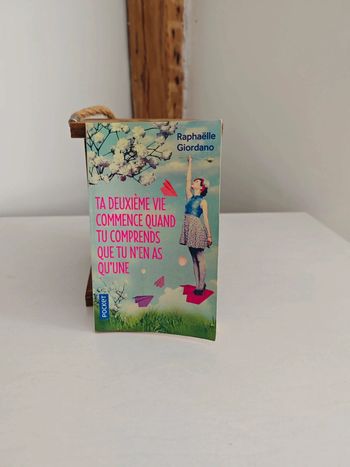 Raphaëlle
Giordano
TA DEUXIÈME VIE
COMMENCE QUAND
TU COMPRENDS
QUE TU N'EN AS
QU'UNE
POCKET